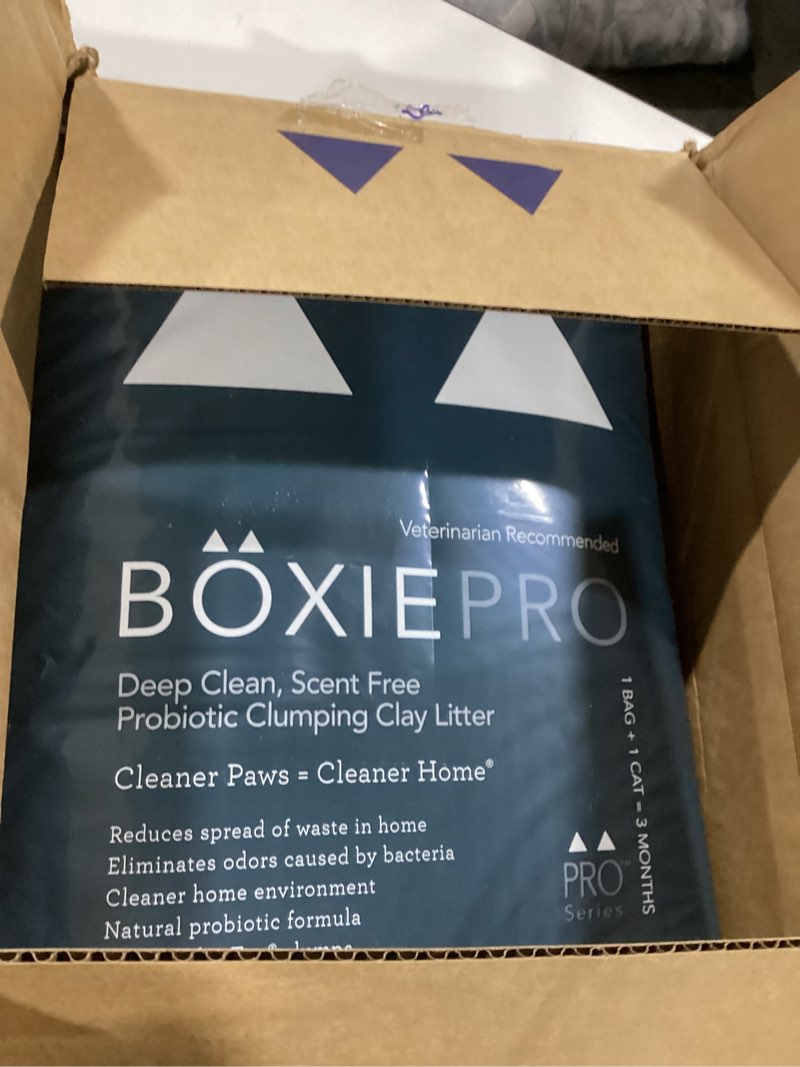 Veterinarian Recommended
BÖXIEPRO
Deep Clean, Scent Free
Probiotic Clumping Clay Litter
Cleaner Paws = Cleaner Home®
Reduces spread of waste in home
Eliminates odors caused by bacteria
Cleaner home environment
Natural probiotic formula
1 BAG + 1 CAT = 3 MONTHS
PRO™
Series